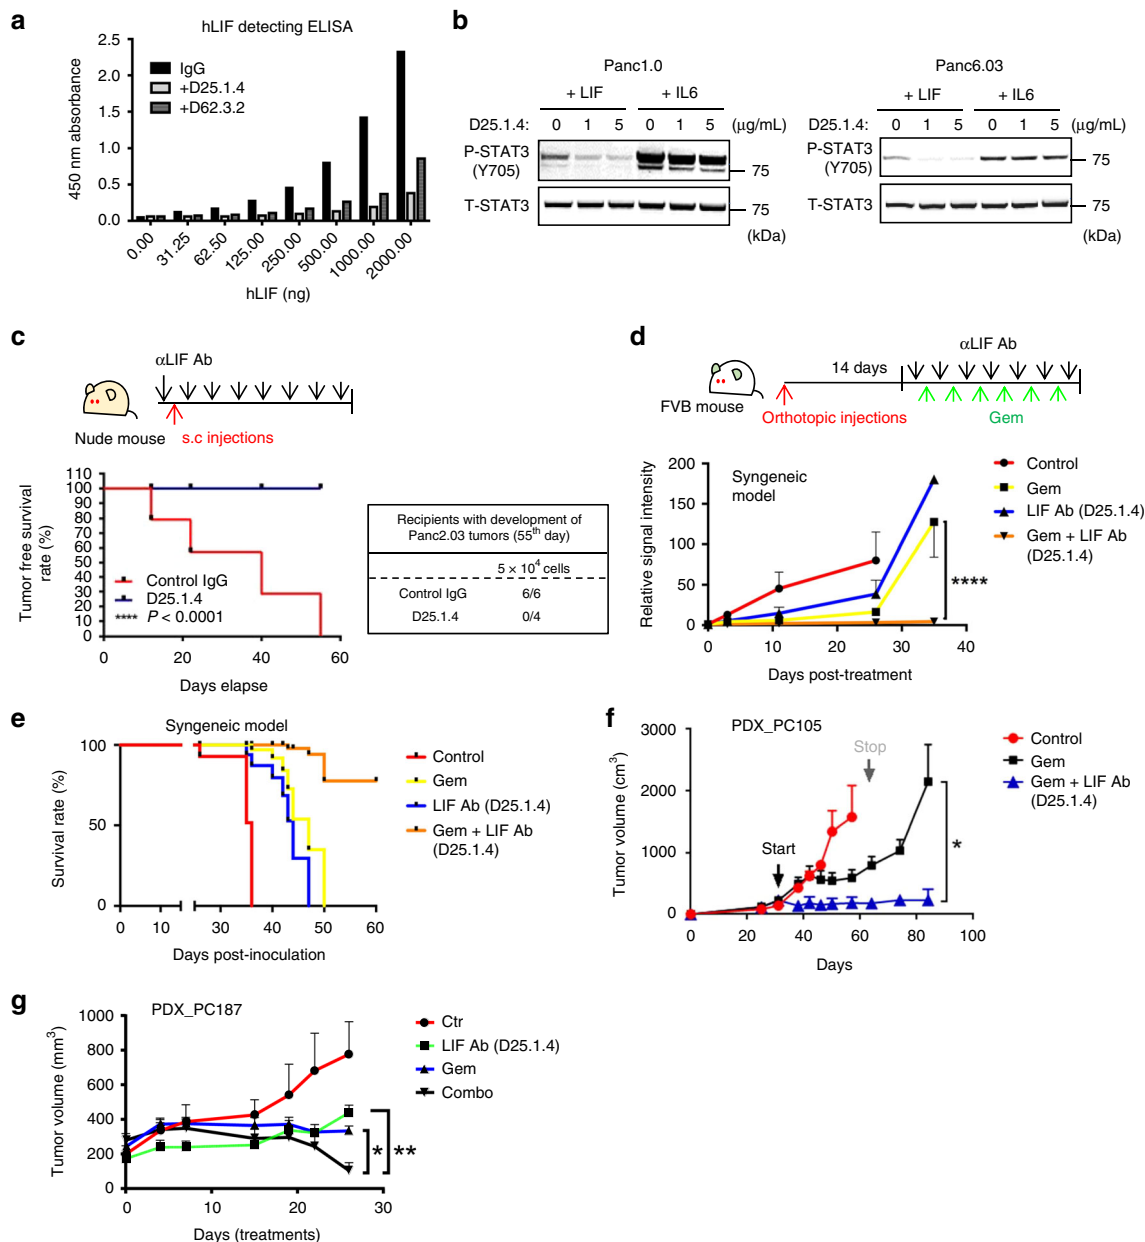 a
hLIF detecting ELISA
450 nm absorbance
2.5
2.0
1.5
1.0
0.5
0.0
IgG
+D25.1.4
+D62.3.2
0.00
31.25
62.50
125.00
250.00
500.00
1000.00
2000.00
hLIF (ng)
b
Panc1.0
+ LIF
+ IL6
D25.1.4:
0 1 5 0 1 5 (μg/mL)
P-STAT3
(Y705)
75
T-STAT3
75
(kDa)
Panc6.03
+ LIF
+ IL6
D25.1.4:
0 1 5 0 1 5 (μg/mL)
P-STAT3
(Y705)
75
T-STAT3
75
(kDa)
c
αLIF Ab
Nude mouse
s.c injections
Tumor free survival
rate (%)
110
100
90
80
70
60
50
40
30
20
10
0
Control IgG
D25.1.4
**** P < 0.0001
0 20 40 60
Days elapse
Recipients with development of
Panc2.03 tumors (55th day)
5 × 10⁴ cells
Control IgG 6/6
D25.1.4 0/4
d
αLIF Ab
14 days
FVB mouse
Orthotopic injections
Gem
Relative signal intensity
200
150
100
50
0
Syngeneic
model
Control
Gem
LIF Ab (D25.1.4)
Gem + LIF Ab
(D25.1.4)
****
0 10 20 30 40
Days post-treatment
e
Syngeneic model
Survival rate (%)
100
50
0
Control
Gem
LIF Ab (D25.1.4)
Gem + LIF Ab
(D25.1.4)
0 10 30 40 50 60
Days post-inoculation
f
PDX_PC105
Tumor volume (cm³)
3000
2000
1000
0
Stop
Start
Control
Gem
Gem + LIF Ab
(D25.1.4)
*
0 20 40 60 80 100
Days
g
PDX_PC187
Tumor volume (mm³)
1000
800
600
400
200
0
Ctr
LIF Ab (D25.1.4)
Gem
Combo
* **
0 10 20 30
Days (treatments)